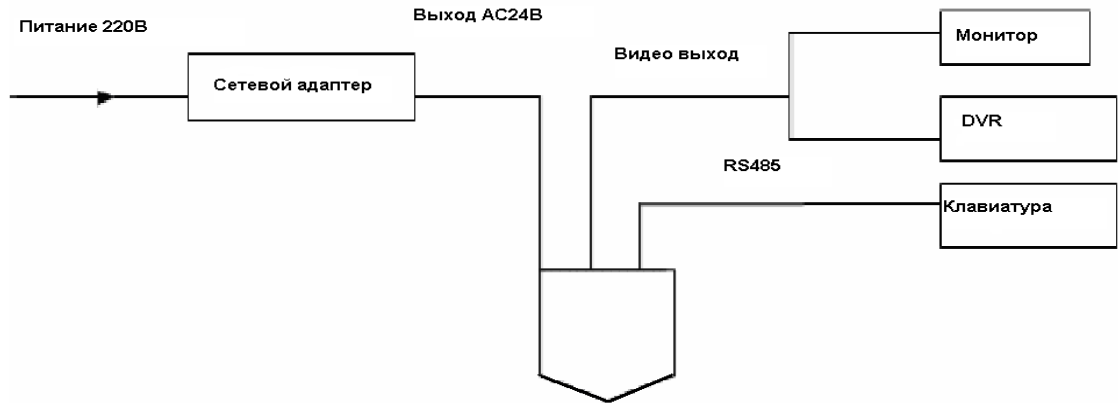 Питание 220В
Выход AC24В
Сетевой адаптер
Видео выход
Монитор
DVR
RS485
Клавиатура